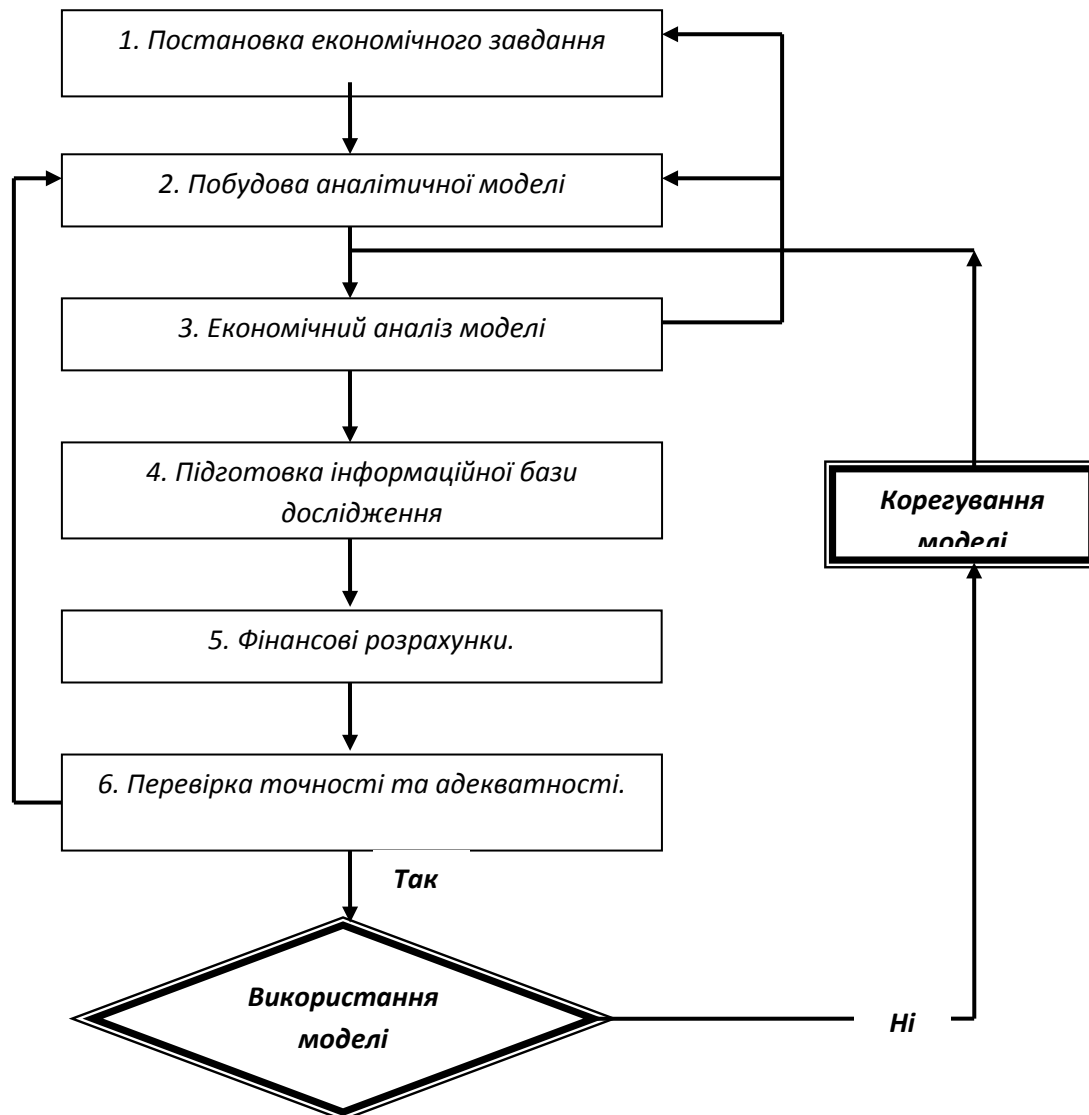 1. Постановка економічного завдання
2. Побудова аналітичної моделі
3. Економічний аналіз моделі
4. Підготовка інформаційної бази
дослідження
Корегування
моделі
5. Фінансові розрахунки.
6. Перевірка точності та адекватності.
Так
Використання
моделі
Ні